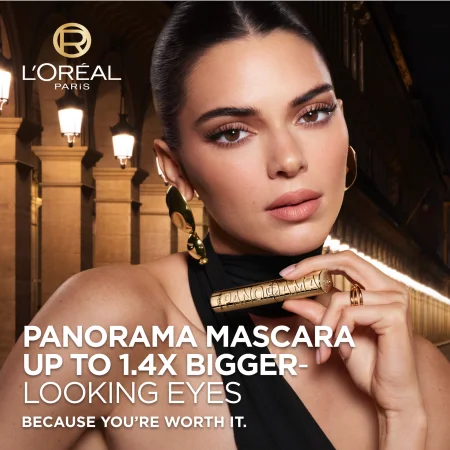 L'ORÉAL
PARIS
PANORAMA
PANORAMA MASCARA
UP TO 1.4X BIGGER-
LOOKING EYES
BECAUSE YOU'RE WORTH IT.